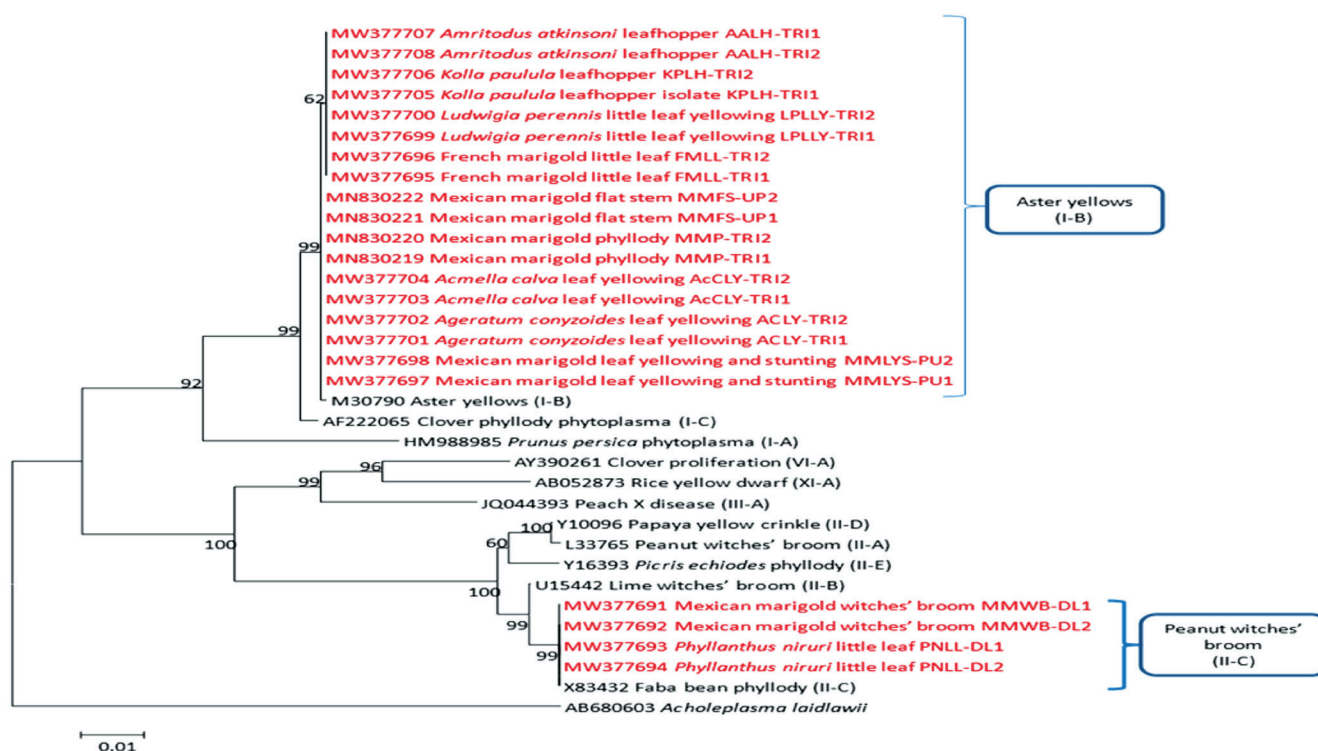 MW377707 Amritodus atkinsoni leafhopper AALH-TRI1
MW377708 Amritodus atkinsoni leafhopper AALH-TRI2
MW377706 Kolla paulula leafhopper KPLH-TRI2
MW377705 Kolla paulula leafhopper isolate KPLH-TRI1
62
MW377700 Ludwigia perennis little leaf yellowing LPLLY-TRI2
MW377699 Ludwigia perennis little leaf yellowing LPLLY-TRI1
MW377696 French marigold little leaf FMLL-TRI2
MW377695 French marigold little leaf FMLL-TRI1
MN830222 Mexican marigold flat stem MMFS-UP2
MN830221 Mexican marigold flat stem MMFS-UP1
Aster yellows
(I-B)
MN830220 Mexican marigold phyllody MMP-TRI2
99
MN830219 Mexican marigold phyllody MMP-TRI1
MW377704 Acmella calva leaf yellowing AcCLY-TRI2
MW377703 Acmella calva leaf yellowing AcCLY-TRI1
MW377702 Ageratum conyzoides leaf yellowing ACLY-TRI2
99
MW377701 Ageratum conyzoides leaf yellowing ACLY-TRI1
MW377698 Mexican marigold leaf yellowing and stunting MMLYS-PU2
MW377697 Mexican marigold leaf yellowing and stunting MMLYS-PU1
92
M30790 Aster yellows (I-B)
AF222065 Clover phyllody phytoplasma (I-C)
HM988985 Prunus persica phytoplasma (I-A)
96
AY390261 Clover proliferation (VI-A)
99
AB052873 Rice yellow dwarf (XI-A)
JQ044393 Peach X disease (III-A)
100
100
Y10096 Papaya yellow crinkle (II-D)
60
L33765 Peanut witches' broom (II-A)
Y16393 Picris echiodes phyllody (II-E)
100
U15442 Lime witches' broom (II-B)
MW377691 Mexican marigold witches' broom MMWB-DL1
99
MW377692 Mexican marigold witches' broom MMWB-DL2
Peanut witches'
broom
(II-C)
MW377693 Phyllanthus niruri little leaf PNLL-DL1
99
MW377694 Phyllanthus niruri little leaf PNLL-DL2
X83432 Faba bean phyllody (II-C)
AB680603 Acholeplasma laidlawii
0.01